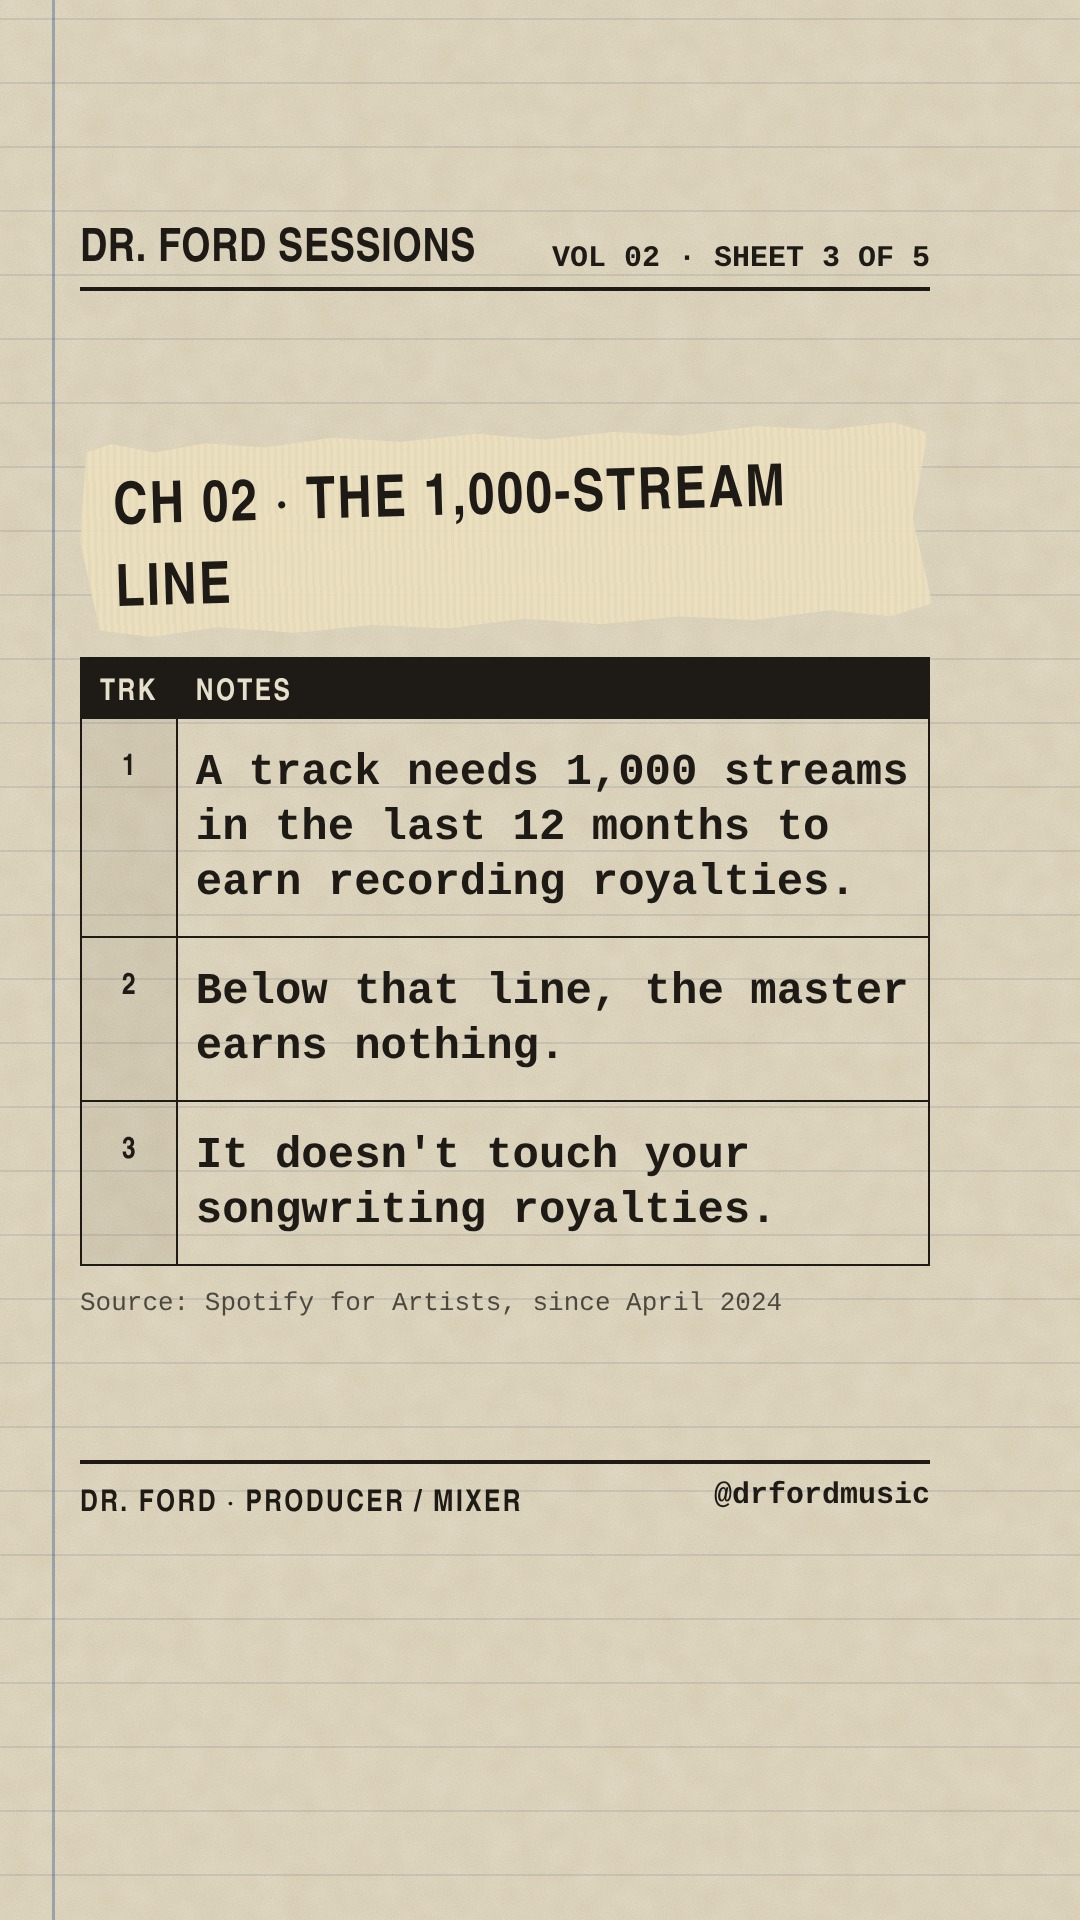 DR. FORD SESSIONS
VOL 02 · SHEET 3 OF 5
CH 02 · THE 1,000-STREAM
LINE
TRK NOTES
1 A track needs 1,000 streams
in the last 12 months to
earn recording royalties.
2 Below that line, the master
earns nothing.
3 It doesn't touch your
songwriting royalties.
Source: Spotify for Artists, since April 2024
DR. FORD · PRODUCER / MIXER
@drfordmusic